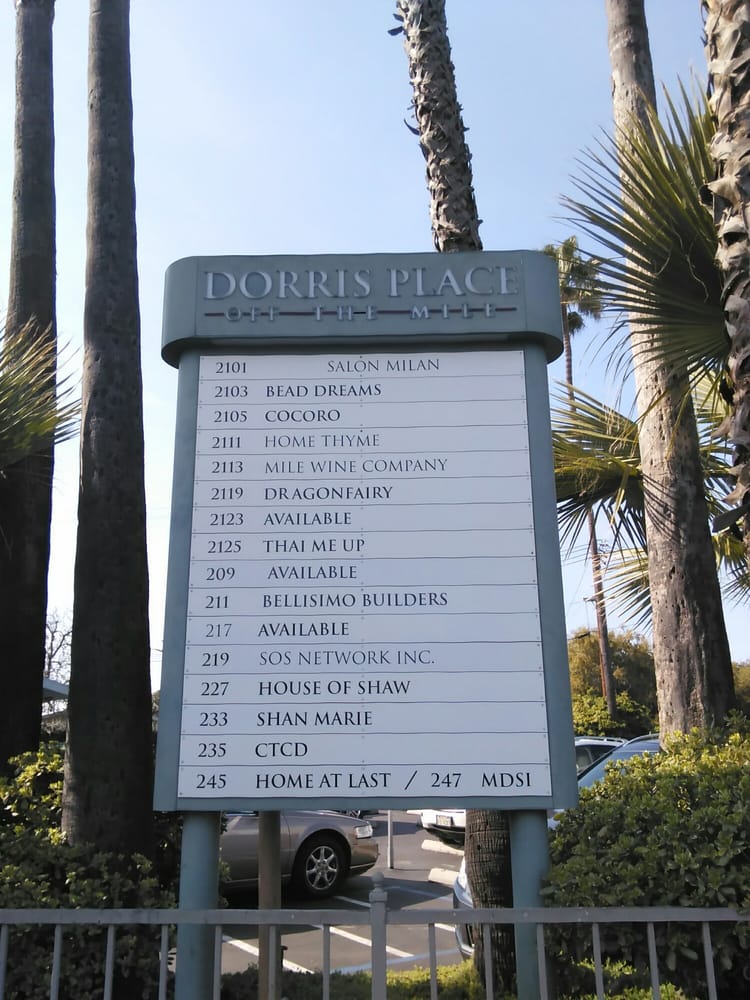 DORRIS PLACE
OFF THE MILE
2101 SALON MILAN
2103 BEAD DREAMS
2105 COCORO
2111 HOME THYME
2113 MILE WINE COMPANY
2119 DRAGONFAIRY
2123 AVAILABLE
2125 THAI ME UP
209 AVAILABLE
211 BELLISIMO BUILDERS
217 AVAILABLE
219 SOS NETWORK INC.
227 HOUSE OF SHAW
233 SHAN MARIE
235 CTCD
245 HOME AT LAST / 247 MDSI